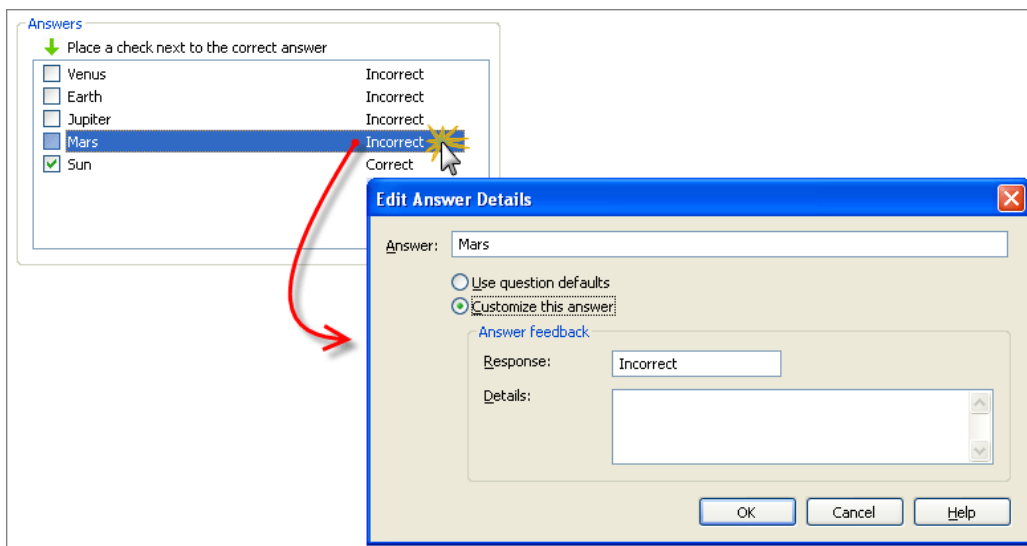 Answers
Place a check next to the correct answer
Venus Incorrect
Earth Incorrect
Jupiter Incorrect
Mars Incorrect
Sun Correct
Edit Answer Details
Answer: Mars
Use question defaults
Customize this answer
Answer feedback
Response: Incorrect
Details:
OK Cancel Help